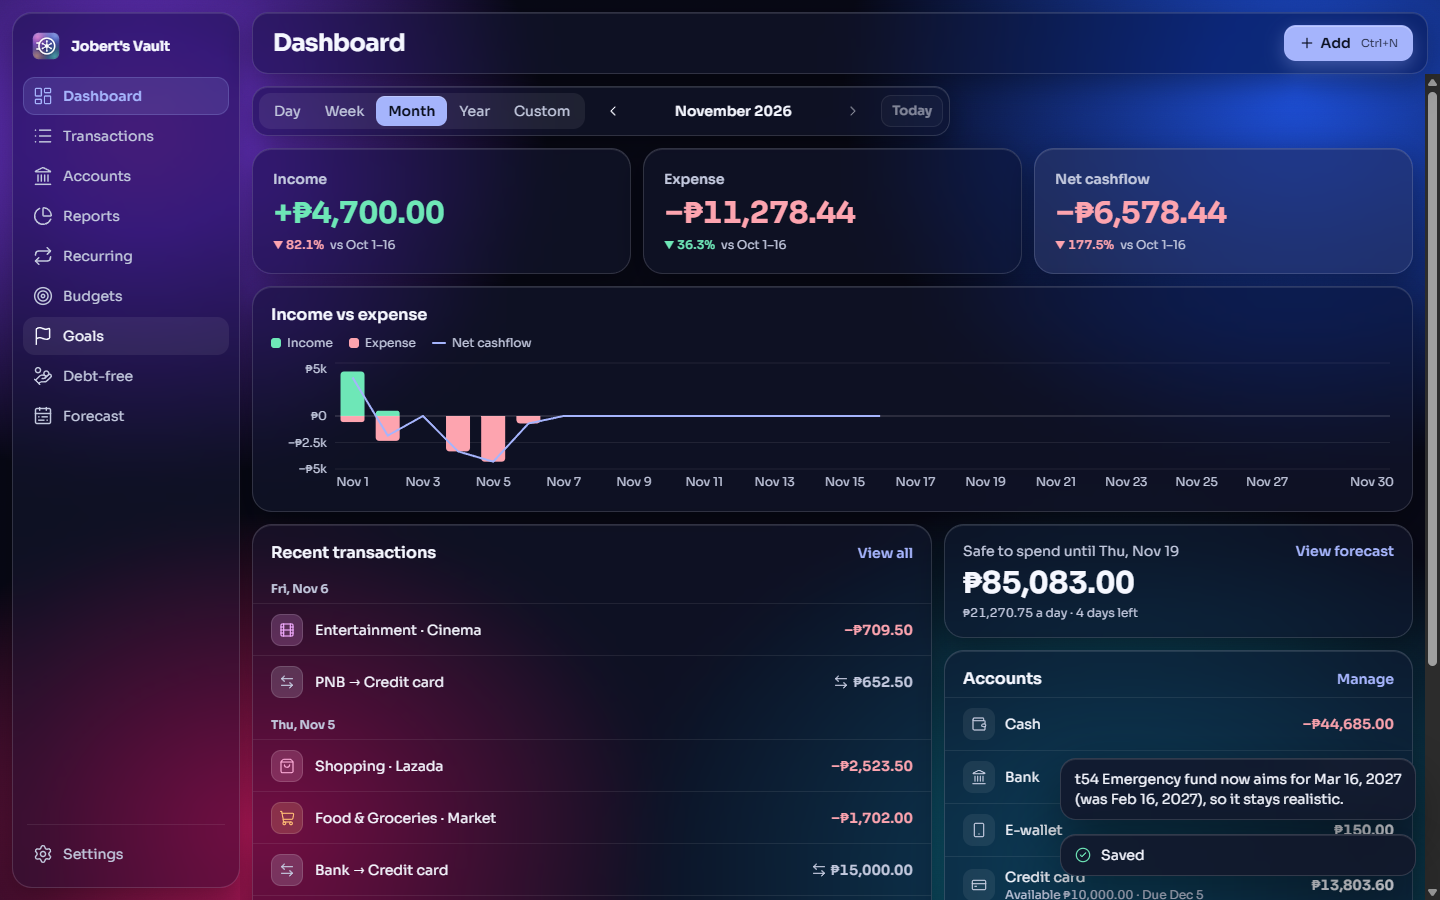 Jobert's Vault
Dashboard
Transactions
Accounts
Reports
Recurring
Budgets
Goals
Debt-free
Forecast
Settings
Dashboard
+ Add Ctrl+N
Day Week Month Year Custom
November 2026
Today
Income
+₱4,700.00
▼ 82.1% vs Oct 1–16
Expense
−₱11,278.44
▼ 36.3% vs Oct 1–16
Net cashflow
−₱6,578.44
▼ 177.5% vs Oct 1–16
Income vs expense
Income Expense Net cashflow
₱5k
₱0
−₱2.5k
−₱5k
Nov 1 Nov 3 Nov 5 Nov 7 Nov 9 Nov 11 Nov 13 Nov 15 Nov 17 Nov 19 Nov 21 Nov 23 Nov 25 Nov 27 Nov 30
Recent transactions View all
Fri, Nov 6
Entertainment · Cinema −₱709.50
PNB → Credit card ₱652.50
Thu, Nov 5
Shopping · Lazada −₱2,523.50
Food & Groceries · Market −₱1,702.00
Bank → Credit card ₱15,000.00
Safe to spend until Thu, Nov 19 View forecast
₱85,083.00
₱21,270.75 a day · 4 days left
Accounts Manage
Cash −₱44,685.00
Bank
E-wallet ₱150.00
Credit card ₱13,803.60
Available ₱10,000.00 · Due Dec 5
t54 Emergency fund now aims for Mar 16, 2027
(was Feb 16, 2027), so it stays realistic.
Saved